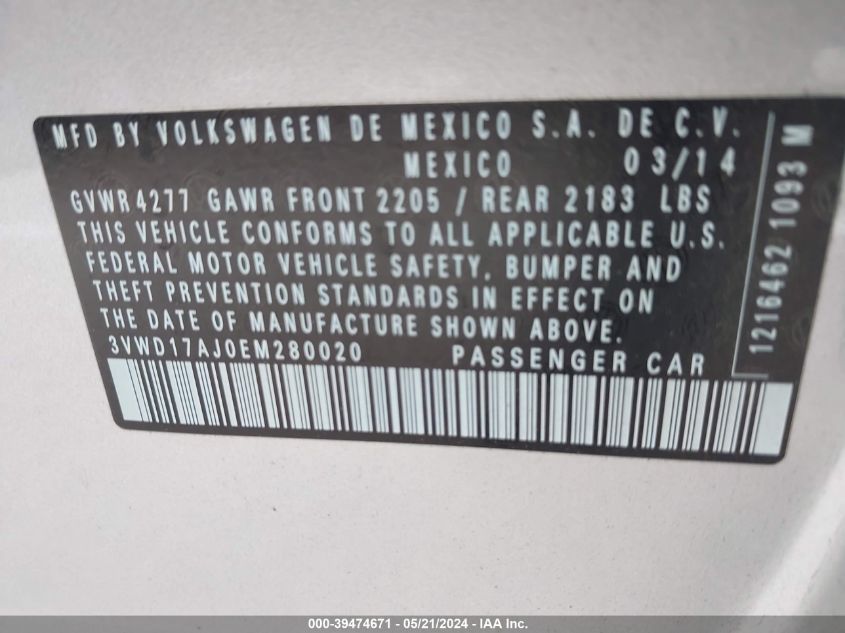 MFD BY VOLKSWAGEN DE MEXICO S.A. DE C.V.
MEXICO 03/14
GVWR 4277 GAWR FRONT 2205 / REAR 2183 LBS
THIS VEHICLE CONFORMS TO ALL APPLICABLE U.S.
FEDERAL MOTOR VEHICLE SAFETY, BUMPER AND
THEFT PREVENTION STANDARDS IN EFFECT ON
THE DATE OF MANUFACTURE SHOWN ABOVE.
3VWD17AJ0EM280020 PASSENGER CAR
1216462 1093 M
000-39474671 - 05/21/2024 - IAA Inc.